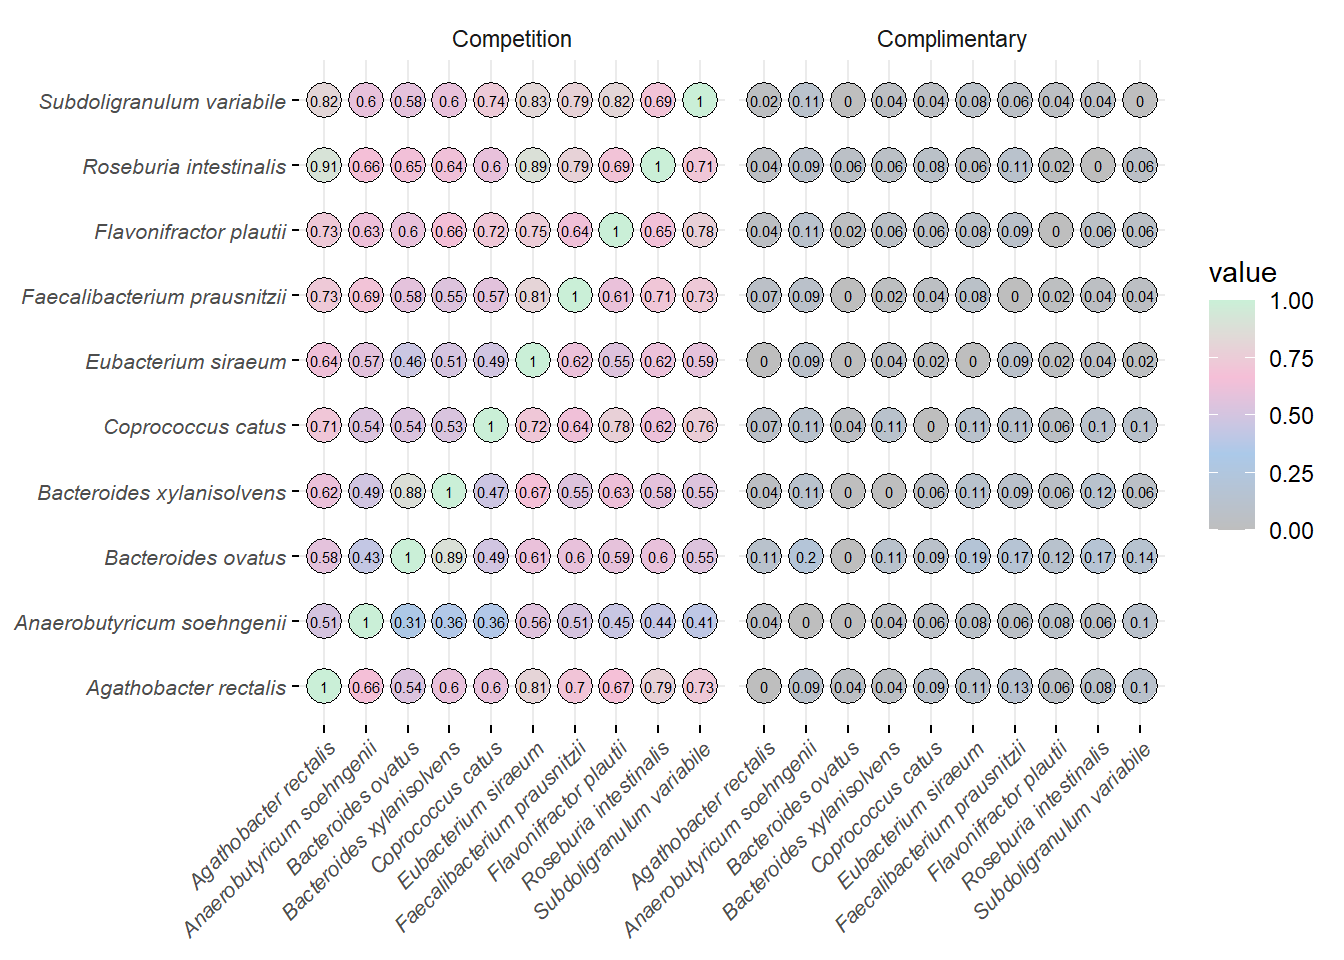 Competition Complimentary
Subdoligranulum variabile 0.82 0.6 0.58 0.6 0.74 0.83 0.79 0.82 0.69 1 0.02 0.11 0 0.04 0.04 0.08 0.06 0.04 0.04 0
Roseburia intestinalis 0.91 0.66 0.65 0.64 0.6 0.89 0.79 0.69 1 0.71 0.04 0.09 0.06 0.06 0.08 0.06 0.11 0.02 0 0.06
Flavonifractor plautii 0.73 0.63 0.6 0.66 0.72 0.75 0.64 1 0.65 0.78 0.04 0.11 0.02 0.06 0.06 0.08 0.09 0 0.06 0.06
Faecalibacterium prausnitzii 0.73 0.69 0.58 0.55 0.57 0.81 1 0.61 0.71 0.73 0.07 0.09 0 0.02 0.04 0.08 0 0.02 0.04 0.04
Eubacterium siraeum 0.64 0.57 0.46 0.51 0.49 1 0.62 0.55 0.62 0.59 0 0.09 0 0.04 0.02 0 0.09 0.02 0.04 0.02
Coprococcus catus 0.71 0.54 0.54 0.53 1 0.72 0.64 0.78 0.62 0.76 0.07 0.11 0.04 0.11 0 0.11 0.11 0.06 0.1 0.1
Bacteroides xylanisolvens 0.62 0.49 0.88 1 0.47 0.67 0.55 0.63 0.58 0.55 0.04 0.11 0 0 0.06 0.11 0.09 0.06 0.12 0.06
Bacteroides ovatus 0.58 0.43 1 0.89 0.49 0.61 0.6 0.59 0.6 0.55 0.11 0.2 0 0.11 0.09 0.19 0.17 0.12 0.17 0.14
Anaerobutyricum soehngenii 0.51 1 0.31 0.36 0.36 0.56 0.51 0.45 0.44 0.41 0.04 0 0 0.04 0.06 0.08 0.06 0.08 0.06 0.1
Agathobacter rectalis 1 0.66 0.54 0.6 0.6 0.81 0.7 0.67 0.79 0.73 0 0.09 0.04 0.04 0.09 0.11 0.13 0.06 0.08 0.1
Agathobacter rectalis
Anaerobutyricum soehngenii
Bacteroides ovatus
Bacteroides xylanisolvens
Coprococcus catus
Eubacterium siraeum
Faecalibacterium prausnitzii
Flavonifractor plautii
Roseburia intestinalis
Subdoligranulum variabile
Agathobacter rectalis
Anaerobutyricum soehngenii
Bacteroides ovatus
Bacteroides xylanisolvens
Coprococcus catus
Eubacterium siraeum
Faecalibacterium prausnitzii
Flavonifractor plautii
Roseburia intestinalis
Subdoligranulum variabile
value
1.00
0.75
0.50
0.25
0.00